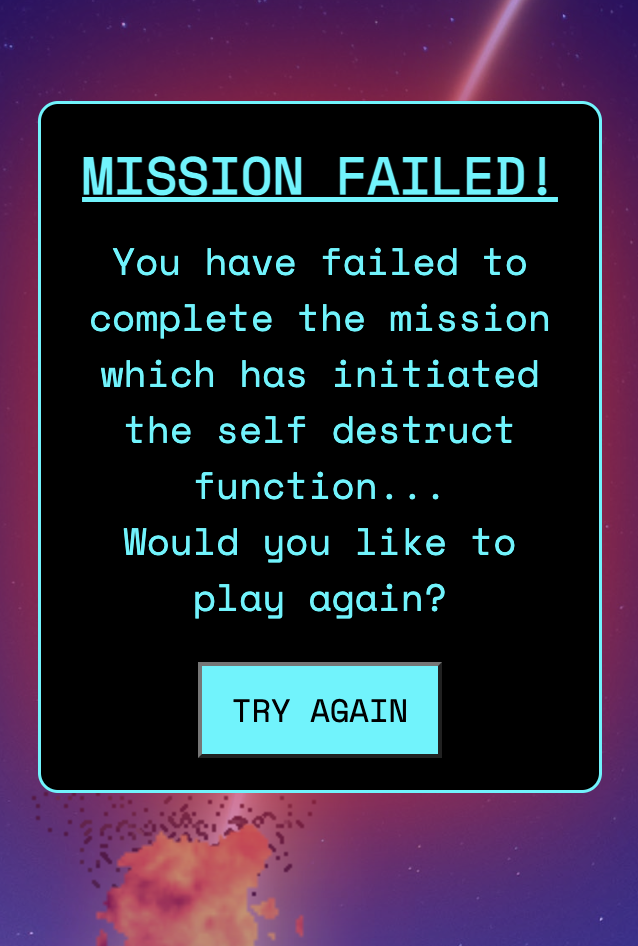 MISSION FAILED!
You have failed to
complete the mission
which has initiated
the self destruct
function...
Would you like to
play again?
TRY AGAIN